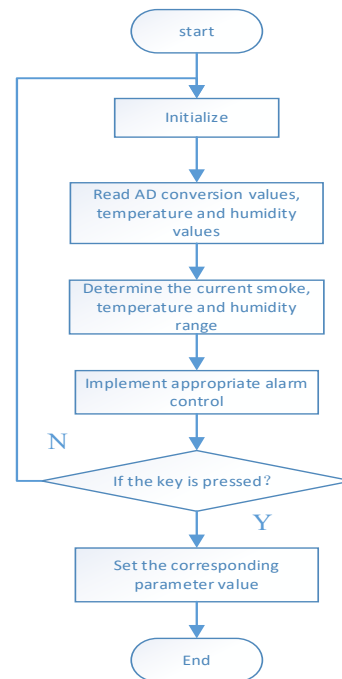 start
Initialize
Read AD conversion values,
temperature and humidity
values
Determine the current smoke,
temperature and humidity
range
Implement appropriate alarm
control
N
If the key is pressed？
Y
Set the corresponding
parameter value
End